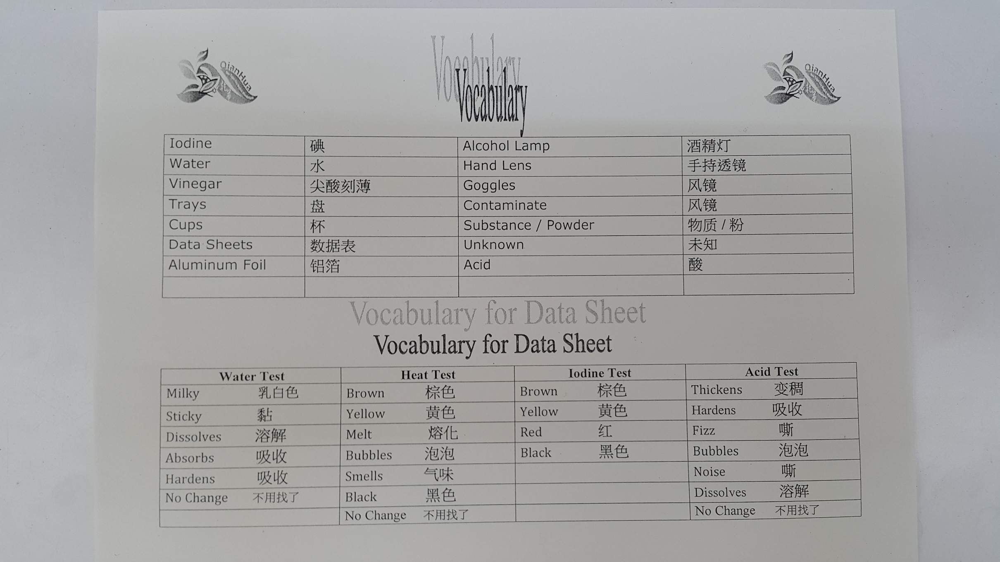 QianHua
Vocabulary
QianHua
Iodine 碘 Alcohol Lamp 酒精灯
Water 水 Hand Lens 手持透镜
Vinegar 尖酸刻薄 Goggles 风镜
Trays 盘 Contaminate 风镜
Cups 杯 Substance / Powder 物质 / 粉
Data Sheets 数据表 Unknown 未知
Aluminum Foil 铝箔 Acid 酸
Vocabulary for Data Sheet
Water Test Heat Test Iodine Test Acid Test
Milky 乳白色 Brown 棕色 Brown 棕色 Thickens 变稠
Sticky 黏 Yellow 黄色 Yellow 黄色 Hardens 吸收
Dissolves 溶解 Melt 熔化 Red 红 Fizz 嘶
Absorbs 吸收 Bubbles 泡泡 Black 黑色 Bubbles 泡泡
Hardens 吸收 Smells 气味 Noise 嘶
No Change 不用找了 Black 黑色 Dissolves 溶解
No Change 不用找了 No Change 不用找了